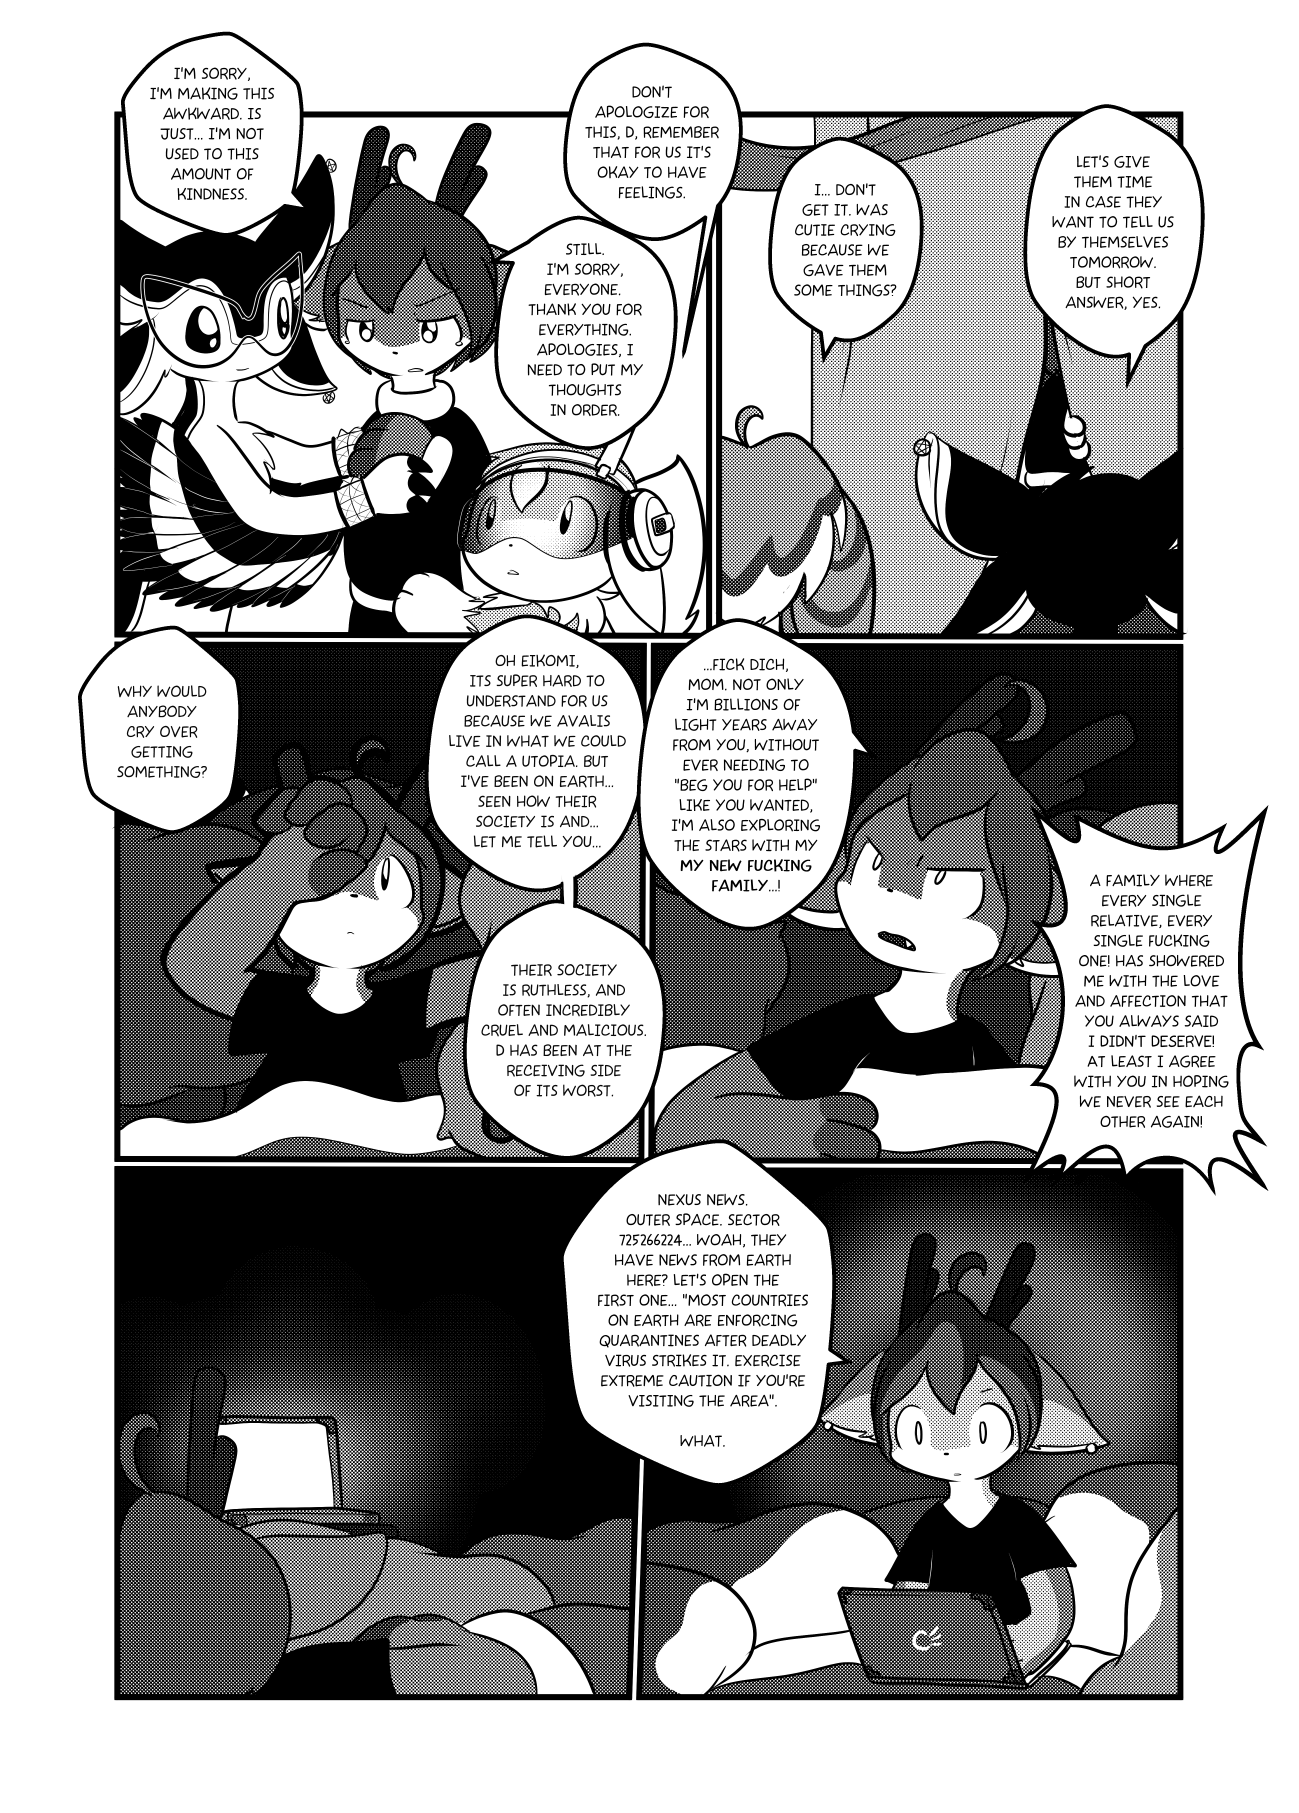 I'M SORRY,
I'M MAKING THIS
AWKWARD. IS
JUST... I'M NOT
USED TO THIS
AMOUNT OF
KINDNESS.
DON'T
APOLOGIZE FOR
THIS, D, REMEMBER
THAT FOR US IT'S
OKAY TO HAVE
FEELINGS.
STILL.
I'M SORRY,
EVERYONE.
THANK YOU FOR
EVERYTHING.
APOLOGIES, I
NEED TO PUT MY
THOUGHTS
IN ORDER.
I... DON'T
GET IT. WAS
CUTIE CRYING
BECAUSE WE
GAVE THEM
SOME THINGS?
LET'S GIVE
THEM TIME
IN CASE THEY
WANT TO TELL US
BY THEMSELVES
TOMORROW.
BUT SHORT
ANSWER, YES.
WHY WOULD
ANYBODY
CRY OVER
GETTING
SOMETHING?
OH EIKOMI,
ITS SUPER HARD TO
UNDERSTAND FOR US
BECAUSE WE AVALIS
LIVE IN WHAT WE COULD
CALL A UTOPIA. BUT
I'VE BEEN ON EARTH...
SEEN HOW THEIR
SOCIETY IS AND...
LET ME TELL YOU...
THEIR SOCIETY
IS RUTHLESS, AND
OFTEN INCREDIBLY
CRUEL AND MALICIOUS.
D HAS BEEN AT THE
RECEIVING SIDE
OF ITS WORST.
...FICK DICH,
MOM. NOT ONLY
I'M BILLIONS OF
LIGHT YEARS AWAY
FROM YOU, WITHOUT
EVER NEEDING TO
"BEG YOU FOR HELP"
LIKE YOU WANTED,
I'M ALSO EXPLORING
THE STARS WITH MY
MY NEW FUCKING
FAMILY...!
A FAMILY WHERE
EVERY SINGLE
RELATIVE, EVERY
SINGLE FUCKING
ONE! HAS SHOWERED
ME WITH THE LOVE
AND AFFECTION THAT
YOU ALWAYS SAID
I DIDN'T DESERVE!
AT LEAST I AGREE
WITH YOU IN HOPING
WE NEVER SEE EACH
OTHER AGAIN!
NEXUS NEWS.
OUTER SPACE. SECTOR
725266224... WOAH, THEY
HAVE NEWS FROM EARTH
HERE? LET'S OPEN THE
FIRST ONE... "MOST COUNTRIES
ON EARTH ARE ENFORCING
QUARANTINES AFTER DEADLY
VIRUS STRIKES IT. EXERCISE
EXTREME CAUTION IF YOU'RE
VISITING THE AREA".
WHAT.